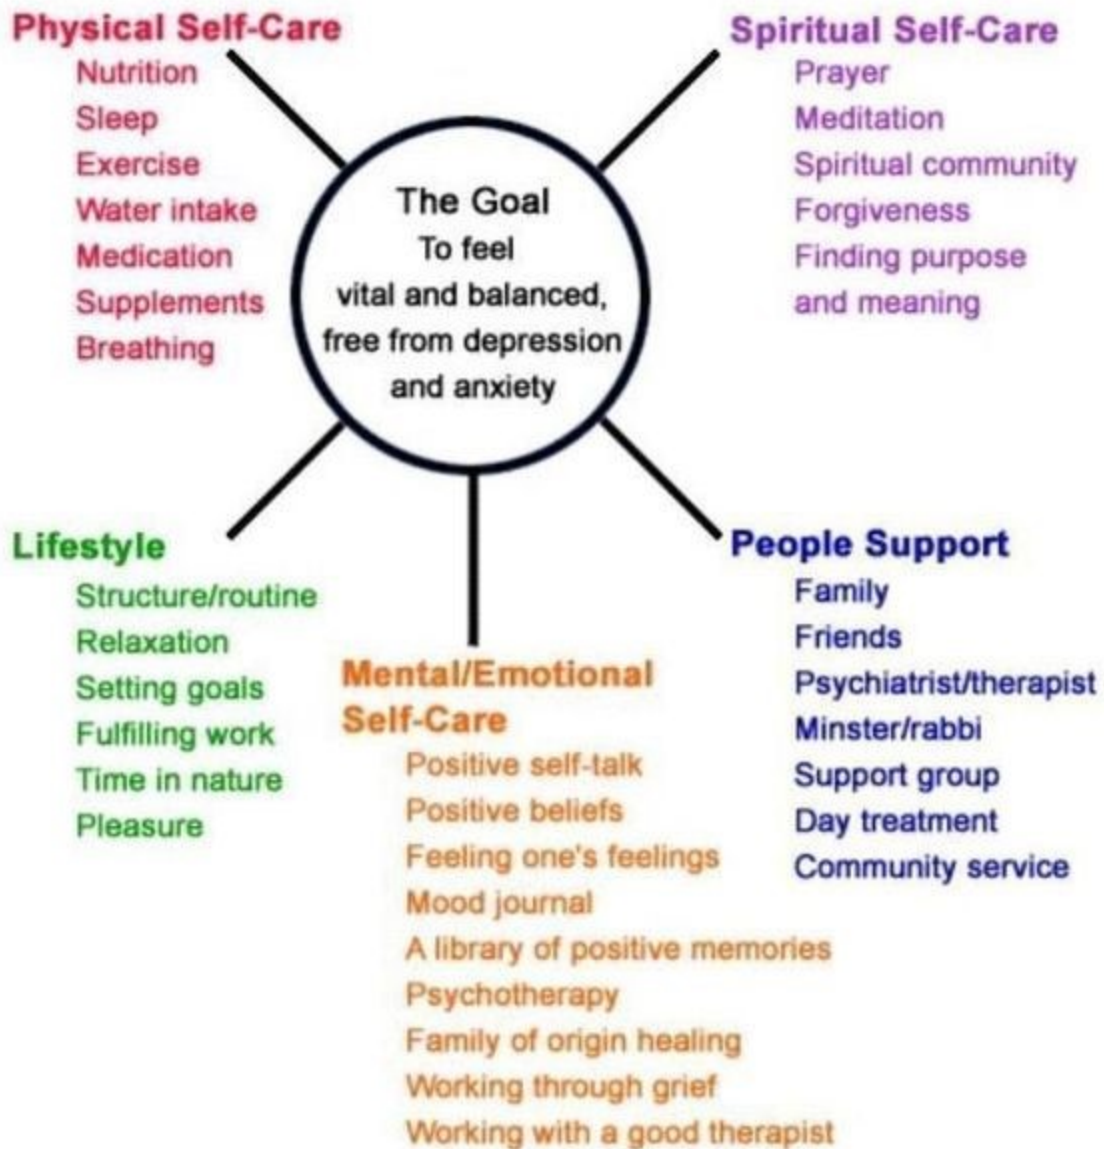 Physical Self-Care
Nutrition
Sleep
Exercise
Water intake
Medication
Supplements
Breathing
Spiritual Self-Care
Prayer
Meditation
Spiritual community
Forgiveness
Finding purpose
and meaning
The Goal
To feel
vital and balanced,
free from depression
and anxiety
Lifestyle
Structure/routine
Relaxation
Setting goals
Fulfilling work
Time in nature
Pleasure
Mental/Emotional
Self-Care
Positive self-talk
Positive beliefs
Feeling one's feelings
Mood journal
A library of positive memories
Psychotherapy
Family of origin healing
Working through grief
Working with a good therapist
People Support
Family
Friends
Psychiatrist/therapist
Minster/rabbi
Support group
Day treatment
Community service